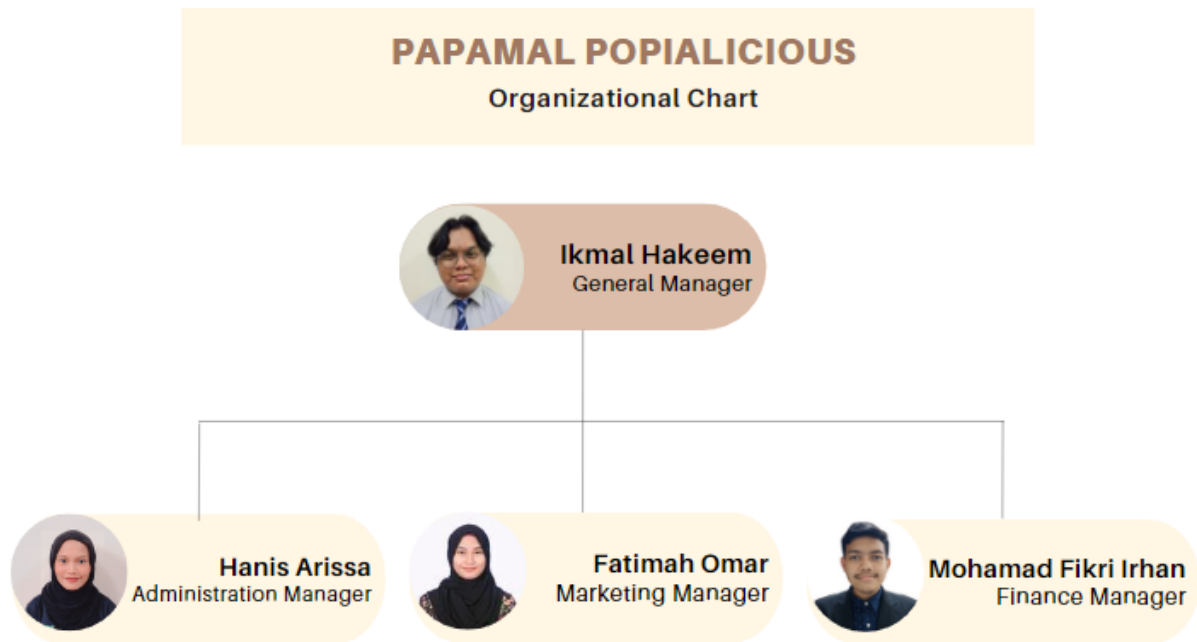 PAPAMAL POPIALICIOUS
Organizational Chart
Ikmal Hakeem
General Manager
Hanis Arissa
Administration Manager
Fatimah Omar
Marketing Manager
Mohamad Fikri Irhan
Finance Manager